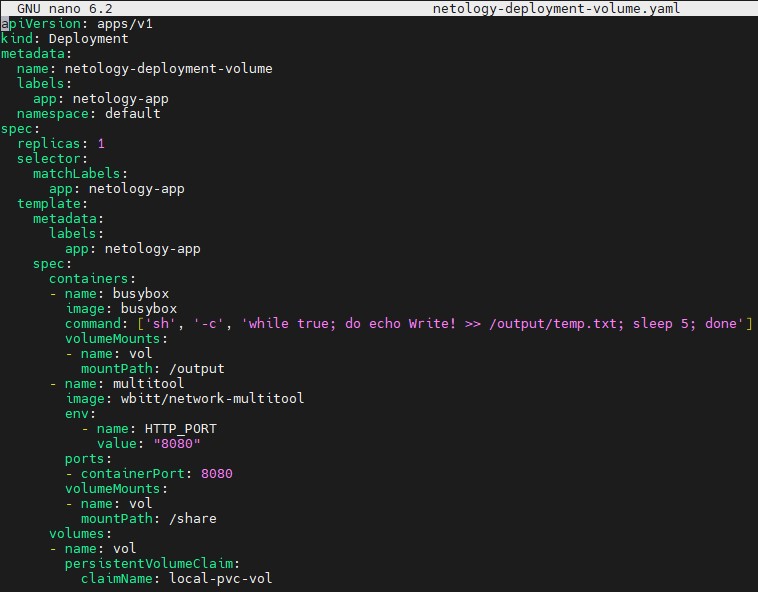 GNU nano 6.2 netology-deployment-volume.yaml
apiVersion: apps/v1
kind: Deployment
metadata:
  name: netology-deployment-volume
  labels:
    app: netology-app
  namespace: default
spec:
  replicas: 1
  selector:
    matchLabels:
      app: netology-app
  template:
    metadata:
      labels:
        app: netology-app
    spec:
      containers:
      - name: busybox
        image: busybox
        command: ['sh', '-c', 'while true; do echo Write! >> /output/temp.txt; sleep 5; done']
        volumeMounts:
        - name: vol
          mountPath: /output
      - name: multitool
        image: wbitt/network-multitool
        env:
          - name: HTTP_PORT
            value: "8080"
        ports:
        - containerPort: 8080
        volumeMounts:
        - name: vol
          mountPath: /share
      volumes:
      - name: vol
        persistentVolumeClaim:
          claimName: local-pvc-vol